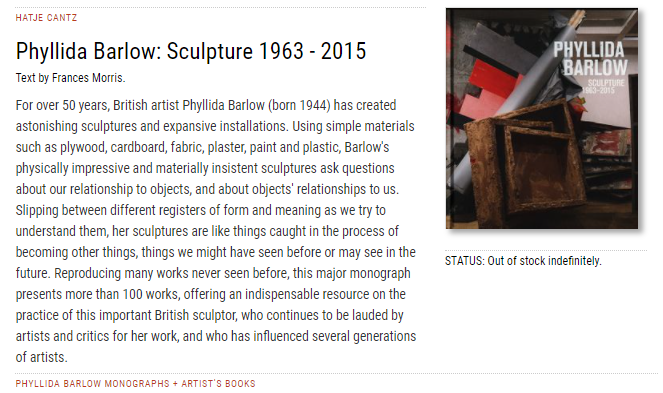 HATJE CANTZ
Phyllida Barlow: Sculpture 1963 - 2015
Text by Frances Morris.
For over 50 years, British artist Phyllida Barlow (born 1944) has created
astonishing sculptures and expansive installations. Using simple materials
such as plywood, cardboard, fabric, plaster, paint and plastic, Barlow's
physically impressive and materially insistent sculptures ask questions
about our relationship to objects, and about objects' relationships to us.
Slipping between different registers of form and meaning as we try to
understand them, her sculptures are like things caught in the process of
becoming other things, things we might have seen before or may see in the
future. Reproducing many works never seen before, this major monograph
presents more than 100 works, offering an indispensable resource on the
practice of this important British sculptor, who continues to be lauded by
artists and critics for her work, and who has influenced several generations
of artists.
PHYLLIDA BARLOW MONOGRAPHS + ARTIST'S BOOKS
PHYLLIDA
BARLOW
SCULPTURE
1963–2015
STATUS: Out of stock indefinitely.